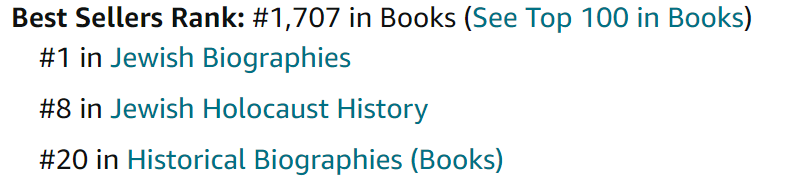 Best Sellers Rank: #1,707 in Books (See Top 100 in Books)
#1 in Jewish Biographies
#8 in Jewish Holocaust History
#20 in Historical Biographies (Books)